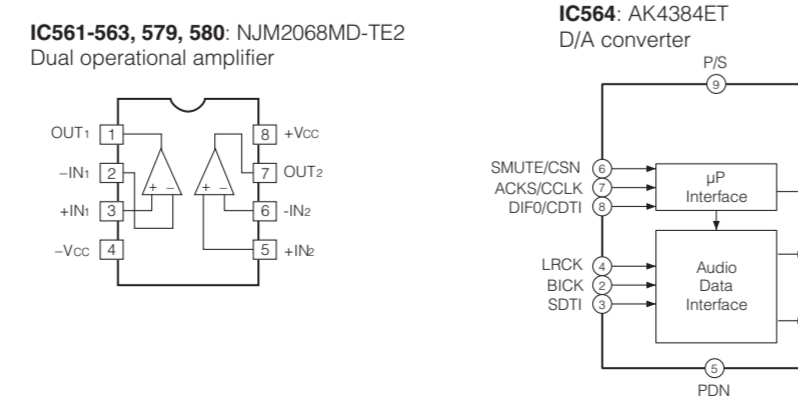 IC561-563, 579, 580: NJM2068MD-TE2
Dual operational amplifier
OUT1 1
8 +VCC
–IN1 2
7 OUT2
+ –
+ –
+IN1 3
6 -IN2
–VCC 4
5 +IN2
IC564: AK4384ET
D/A converter
P/S
9
SMUTE/CSN 6
ACKS/CCLK 7
DIF0/CDTI 8
µP
Interface
LRCK 4
BICK 2
SDTI 3
Audio
Data
Interface
5
PDN